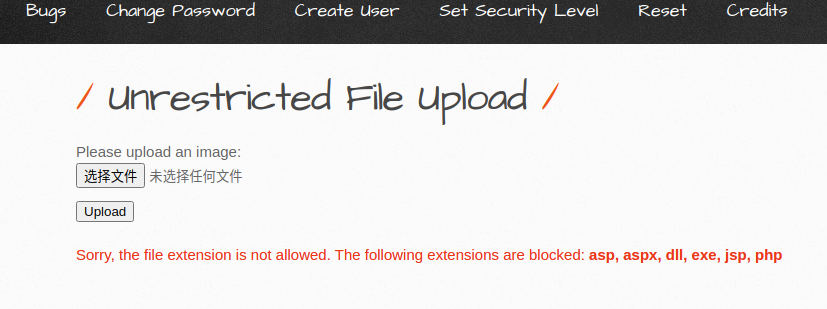 Bugs Change Password Create User Set Security Level Reset Credits
/ Unrestricted File Upload /
Please upload an image:
选择文件 未选择任何文件
Upload
Sorry, the file extension is not allowed. The following extensions are blocked: asp, aspx, dll, exe, jsp, php